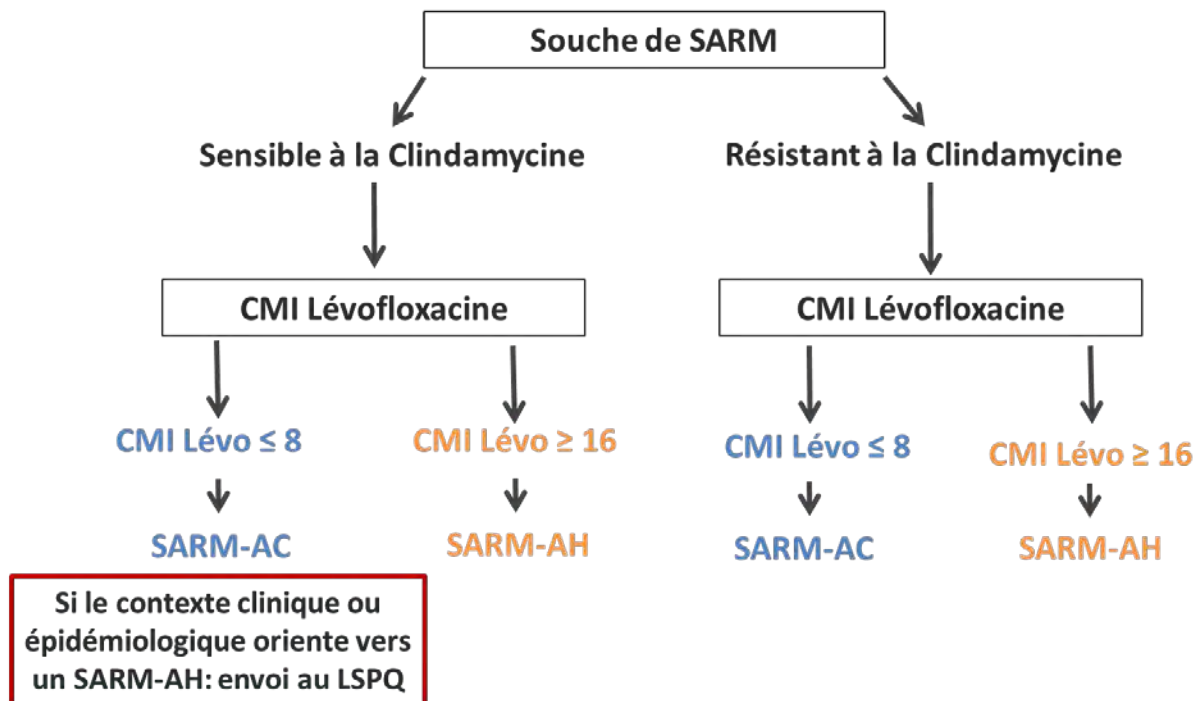 Souche de SARM
Sensible à la Clindamycine
Résistant à la Clindamycine
CMI Lévofloxacine
CMI Lévofloxacine
CMI Lévo ≤ 8
CMI Lévo ≥ 16
CMI Lévo ≤ 8
CMI Lévo ≥ 16
SARM-AC
SARM-AH
SARM-AC
SARM-AH
Si le contexte clinique ou
épidémiologique oriente vers
un SARM-AH: envoi au LSPQ